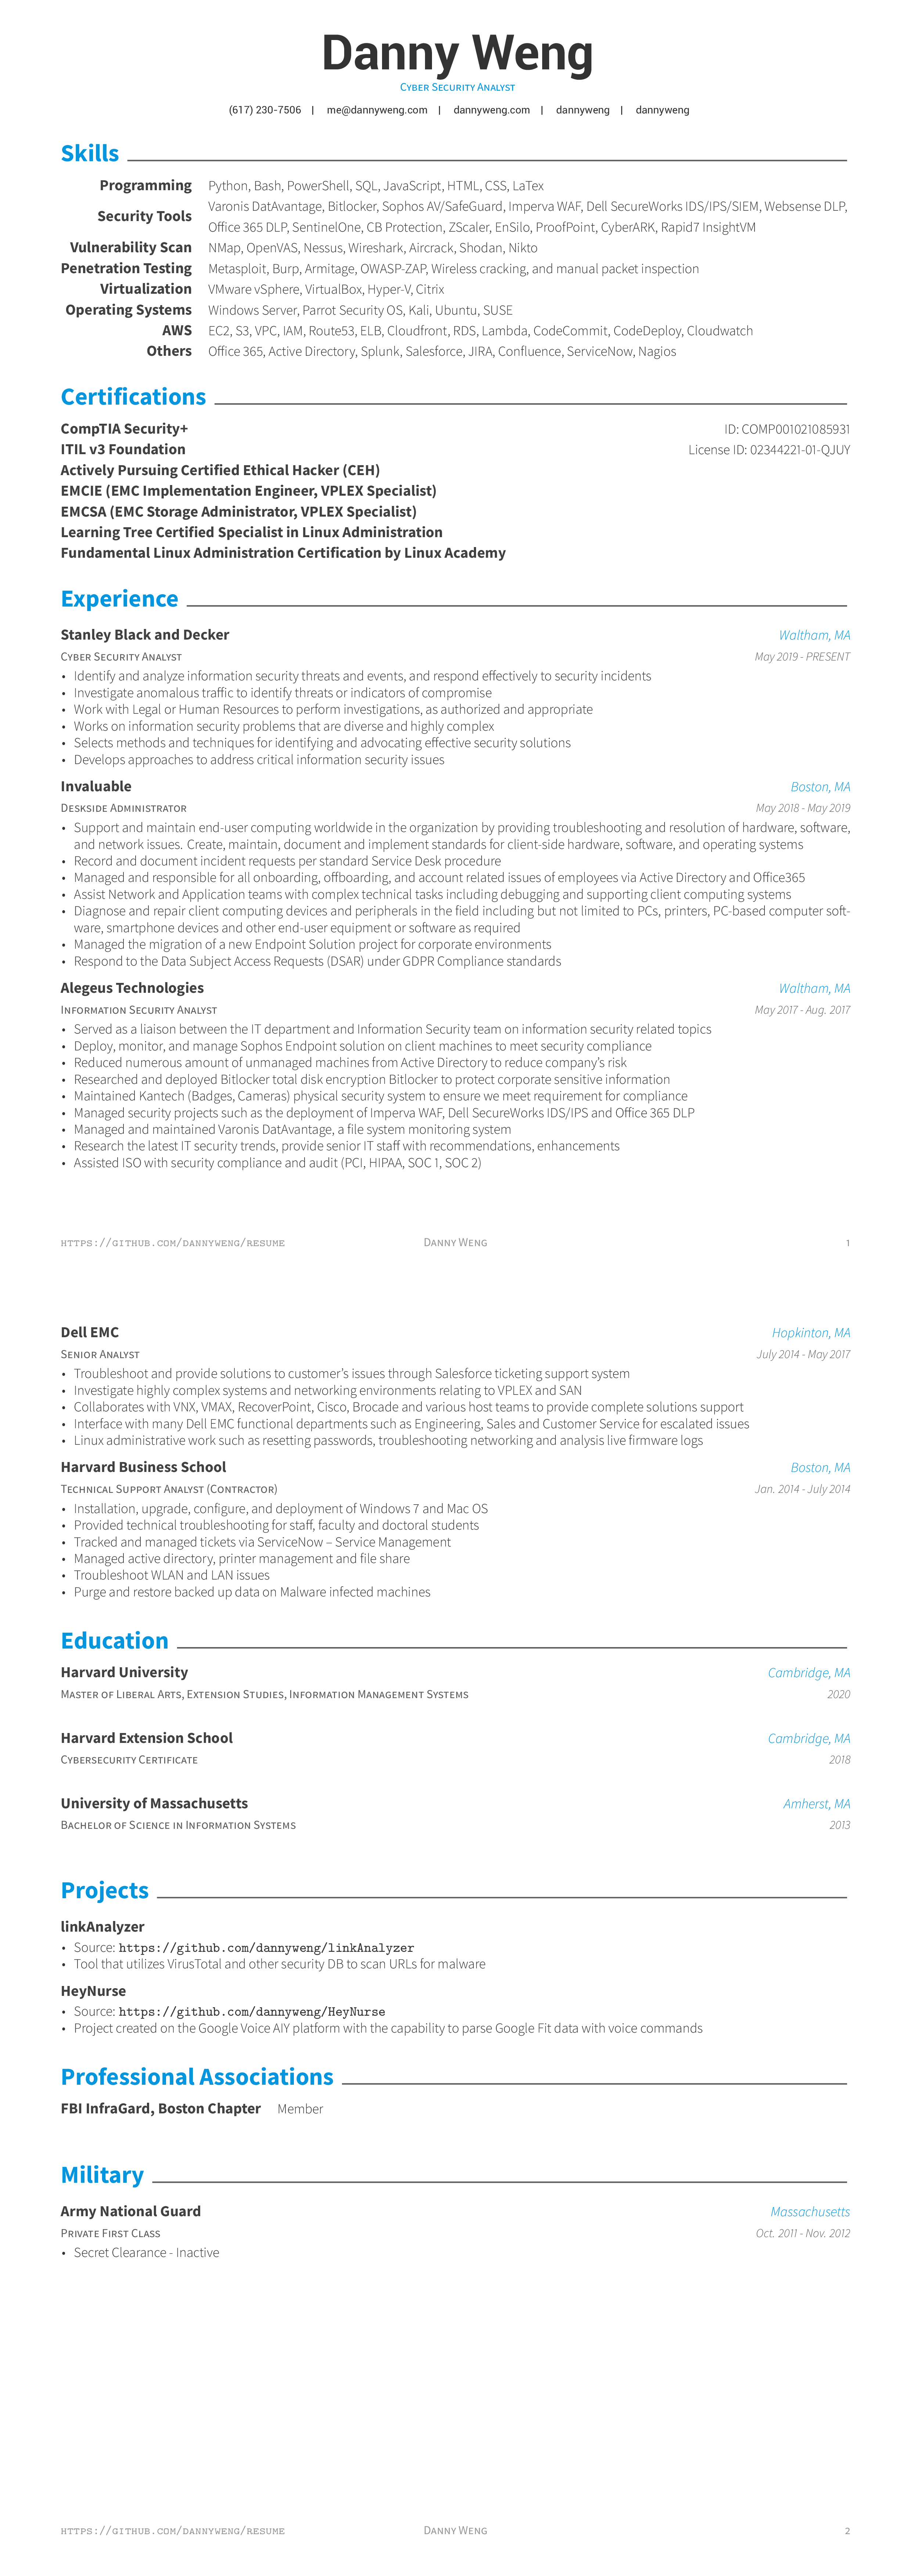 Danny Weng
Cyber Security Analyst
(617) 230-7506 | me@dannyweng.com | dannyweng.com | dannyweng | dannyweng
Skills
Programming Python, Bash, PowerShell, SQL, JavaScript, HTML, CSS, LaTex
Security Tools Varonis DatAvantage, Bitlocker, Sophos AV/SafeGuard, Imperva WAF, Dell SecureWorks IDS/IPS/SIEM, Websense DLP,
Office 365 DLP, SentinelOne, CB Protection, ZScaler, EnSilo, ProofPoint, CyberARK, Rapid7 InsightVM
Vulnerability Scan NMap, OpenVAS, Nessus, Wireshark, Aircrack, Shodan, Nikto
Penetration Testing Metasploit, Burp, Armitage, OWASP-ZAP, Wireless cracking, and manual packet inspection
Virtualization VMware vSphere, VirtualBox, Hyper-V, Citrix
Operating Systems Windows Server, Parrot Security OS, Kali, Ubuntu, SUSE
AWS EC2, S3, VPC, IAM, Route53, ELB, Cloudfront, RDS, Lambda, CodeCommit, CodeDeploy, Cloudwatch
Others Office 365, Active Directory, Splunk, Salesforce, JIRA, Confluence, ServiceNow, Nagios
Certifications
CompTIA Security+ ID: COMP001021085931
ITIL v3 Foundation License ID: 02344221-01-QJUY
Actively Pursuing Certified Ethical Hacker (CEH)
EMCIE (EMC Implementation Engineer, VPLEX Specialist)
EMCSA (EMC Storage Administrator, VPLEX Specialist)
Learning Tree Certified Specialist in Linux Administration
Fundamental Linux Administration Certification by Linux Academy
Experience
Stanley Black and Decker Waltham, MA
Cyber Security Analyst May 2019 - PRESENT
• Identify and analyze information security threats and events, and respond effectively to security incidents
• Investigate anomalous traffic to identify threats or indicators of compromise
• Work with Legal or Human Resources to perform investigations, as authorized and appropriate
• Works on information security problems that are diverse and highly complex
• Selects methods and techniques for identifying and advocating effective security solutions
• Develops approaches to address critical information security issues
Invaluable Boston, MA
Deskside Administrator May 2018 - May 2019
• Support and maintain end-user computing worldwide in the organization by providing troubleshooting and resolution of hardware, software,
and network issues. Create, maintain, document and implement standards for client-side hardware, software, and operating systems
• Record and document incident requests per standard Service Desk procedure
• Managed and responsible for all onboarding, offboarding, and account related issues of employees via Active Directory and Office365
• Assist Network and Application teams with complex technical tasks including debugging and supporting client computing systems
• Diagnose and repair client computing devices and peripherals in the field including but not limited to PCs, printers, PC-based computer soft-
ware, smartphone devices and other end-user equipment or software as required
• Managed the migration of a new Endpoint Solution project for corporate environments
• Respond to the Data Subject Access Requests (DSAR) under GDPR Compliance standards
Alegeus Technologies Waltham, MA
Information Security Analyst May 2017 - Aug. 2017
• Served as a liaison between the IT department and Information Security team on information security related topics
• Deploy, monitor, and manage Sophos Endpoint solution on client machines to meet security compliance
• Reduced numerous amount of unmanaged machines from Active Directory to reduce company's risk
• Researched and deployed Bitlocker total disk encryption Bitlocker to protect corporate sensitive information
• Maintained Kantech (Badges, Cameras) physical security system to ensure we meet requirement for compliance
• Managed security projects such as the deployment of Imperva WAF, Dell SecureWorks IDS/IPS and Office 365 DLP
• Managed and maintained Varonis DatAvantage, a file system monitoring system
• Research the latest IT security trends, provide senior IT staff with recommendations, enhancements
• Assisted ISO with security compliance and audit (PCI, HIPAA, SOC 1, SOC 2)
HTTPS://GITHUB.COM/DANNYWENG/RESUME Danny Weng 1
Dell EMC Hopkinton, MA
Senior Analyst July 2014 - May 2017
• Troubleshoot and provide solutions to customer's issues through Salesforce ticketing support system
• Investigate highly complex systems and networking environments relating to VPLEX and SAN
• Collaborates with VNX, VMAX, RecoverPoint, Cisco, Brocade and various host teams to provide complete solutions support
• Interface with many Dell EMC functional departments such as Engineering, Sales and Customer Service for escalated issues
• Linux administrative work such as resetting passwords, troubleshooting networking and analysis live firmware logs
Harvard Business School Boston, MA
Technical Support Analyst (Contractor) Jan. 2014 - July 2014
• Installation, upgrade, configure, and deployment of Windows 7 and Mac OS
• Provided technical troubleshooting for staff, faculty and doctoral students
• Tracked and managed tickets via ServiceNow – Service Management
• Managed active directory, printer management and file share
• Troubleshoot WLAN and LAN issues
• Purge and restore backed up data on Malware infected machines
Education
Harvard University Cambridge, MA
Master of Liberal Arts, Extension Studies, Information Management Systems 2020
Harvard Extension School Cambridge, MA
Cybersecurity Certificate 2018
University of Massachusetts Amherst, MA
Bachelor of Science in Information Systems 2013
Projects
linkAnalyzer
• Source: https://github.com/dannyweng/linkAnalyzer
• Tool that utilizes VirusTotal and other security DB to scan URLs for malware
HeyNurse
• Source: https://github.com/dannyweng/HeyNurse
• Project created on the Google Voice AIY platform with the capability to parse Google Fit data with voice commands
Professional Associations
FBI InfraGard, Boston Chapter Member
Military
Army National Guard Massachusetts
Private First Class Oct. 2011 - Nov. 2012
• Secret Clearance - Inactive
HTTPS://GITHUB.COM/DANNYWENG/RESUME Danny Weng 2